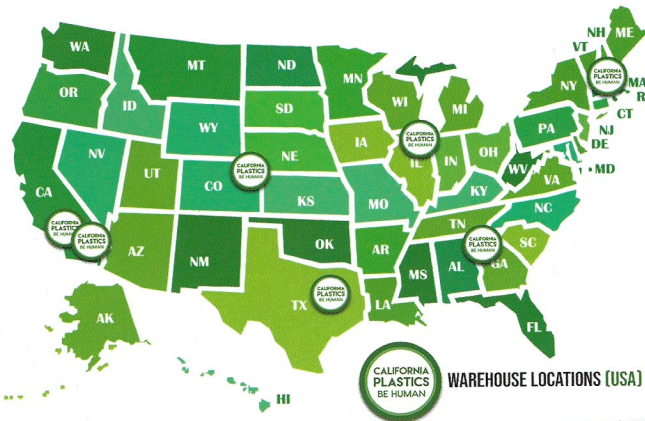 WA
MT
ND
MN
OR
ID
WY
SD
WI
MI
NY
VT
NH
ME
MA
R
CT
NJ
DE
MD
PA
NV
UT
CO
NE
IA
IL
IN
OH
WV
VA
CA
KS
MO
KY
NC
AZ
NM
OK
AR
TN
SC
TX
LA
MS
AL
GA
FL
AK
HI
CALIFORNIA
PLASTICS
BE HUMAN
CALIFORNIA
PLASTICS
BE HUMAN
CALIFORNIA
PLASTICS
BE HUMAN
CALIFORNIA
PLASTICS
BE HUM
CALIFORNIA
PLASTICS
BE HUMAN
CALIFORNIA
PLASTICS
BE HUMAN
CALIFORNIA
PLASTICS
BE HUMAN
CALIFORNIA
PLASTICS
BE HUMAN
WAREHOUSE LOCATIONS (USA)